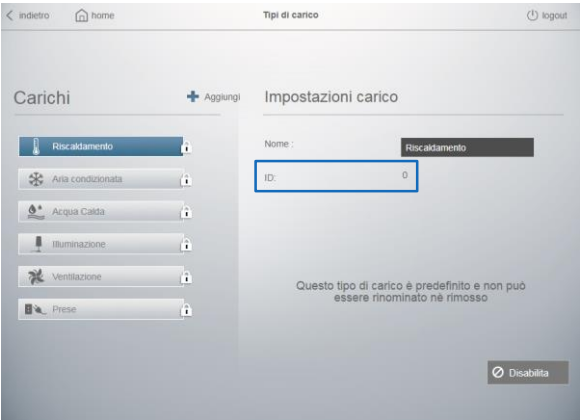 indietro home Tipi di carico logout
Carichi + Aggiungi
Riscaldamento
Aria condizionata
Acqua Calda
Illuminazione
Ventilazione
Prese
Impostazioni carico
Nome : Riscaldamento
ID: 0
Questo tipo di carico è predefinito e non può
essere rinominato nè rimosso
Disabilita